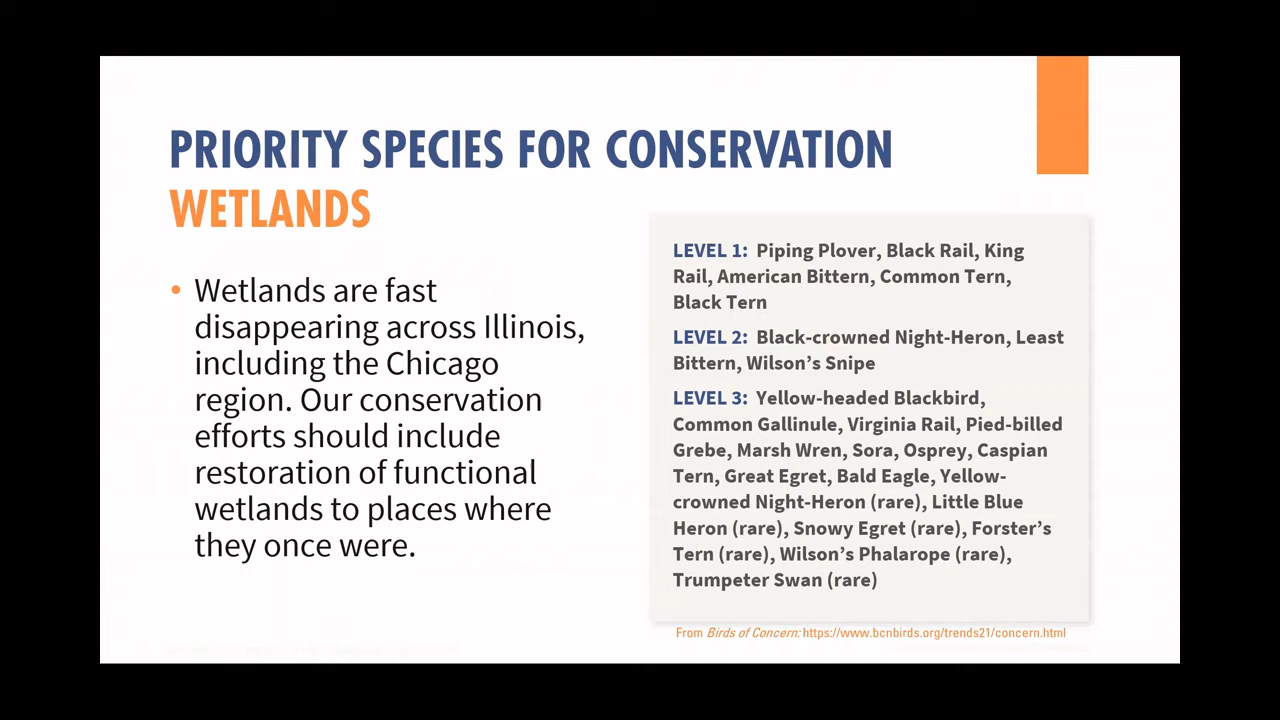 PRIORITY SPECIES FOR CONSERVATION
WETLANDS
• Wetlands are fast
disappearing across Illinois,
including the Chicago
region. Our conservation
efforts should include
restoration of functional
wetlands to places where
they once were.
LEVEL 1: Piping Plover, Black Rail, King
Rail, American Bittern, Common Tern,
Black Tern
LEVEL 2: Black-crowned Night-Heron, Least
Bittern, Wilson’s Snipe
LEVEL 3: Yellow-headed Blackbird,
Common Gallinule, Virginia Rail, Pied-billed
Grebe, Marsh Wren, Sora, Osprey, Caspian
Tern, Great Egret, Bald Eagle, Yellow-
crowned Night-Heron (rare), Little Blue
Heron (rare), Snowy Egret (rare), Forster’s
Tern (rare), Wilson’s Phalarope (rare),
Trumpeter Swan (rare)
From Birds of Concern: https://www.bcnbirds.org/trends21/concern.html